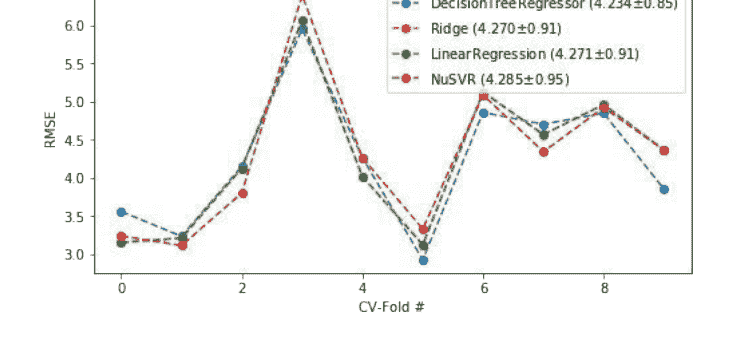 DecisionTreeRegressor (4.234±0.85)
Ridge (4.270±0.91)
LinearRegression (4.271±0.91)
NuSVR (4.285±0.95)
6.0
5.5
5.0
4.5
4.0
3.5
3.0
RMSE
0 2 4 6 8
CV-Fold #